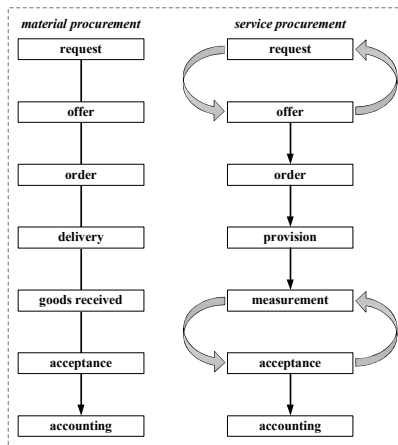 material procurement
request
offer
order
delivery
goods received
acceptance
accounting
service procurement
request
offer
order
provision
measurement
acceptance
accounting